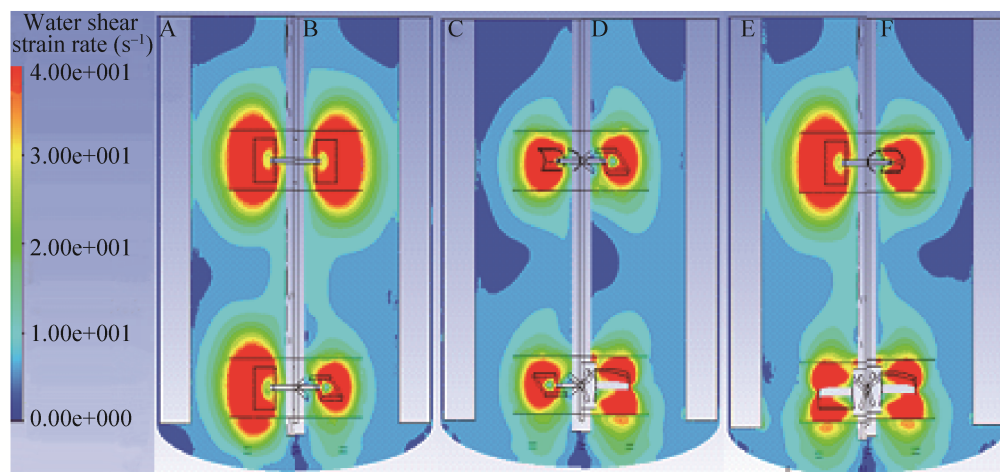 Water shear
strain rate (s⁻¹)
4.00e+001
3.00e+001
2.00e+001
1.00e+001
0.00e+000
A
B
C
D
E
F